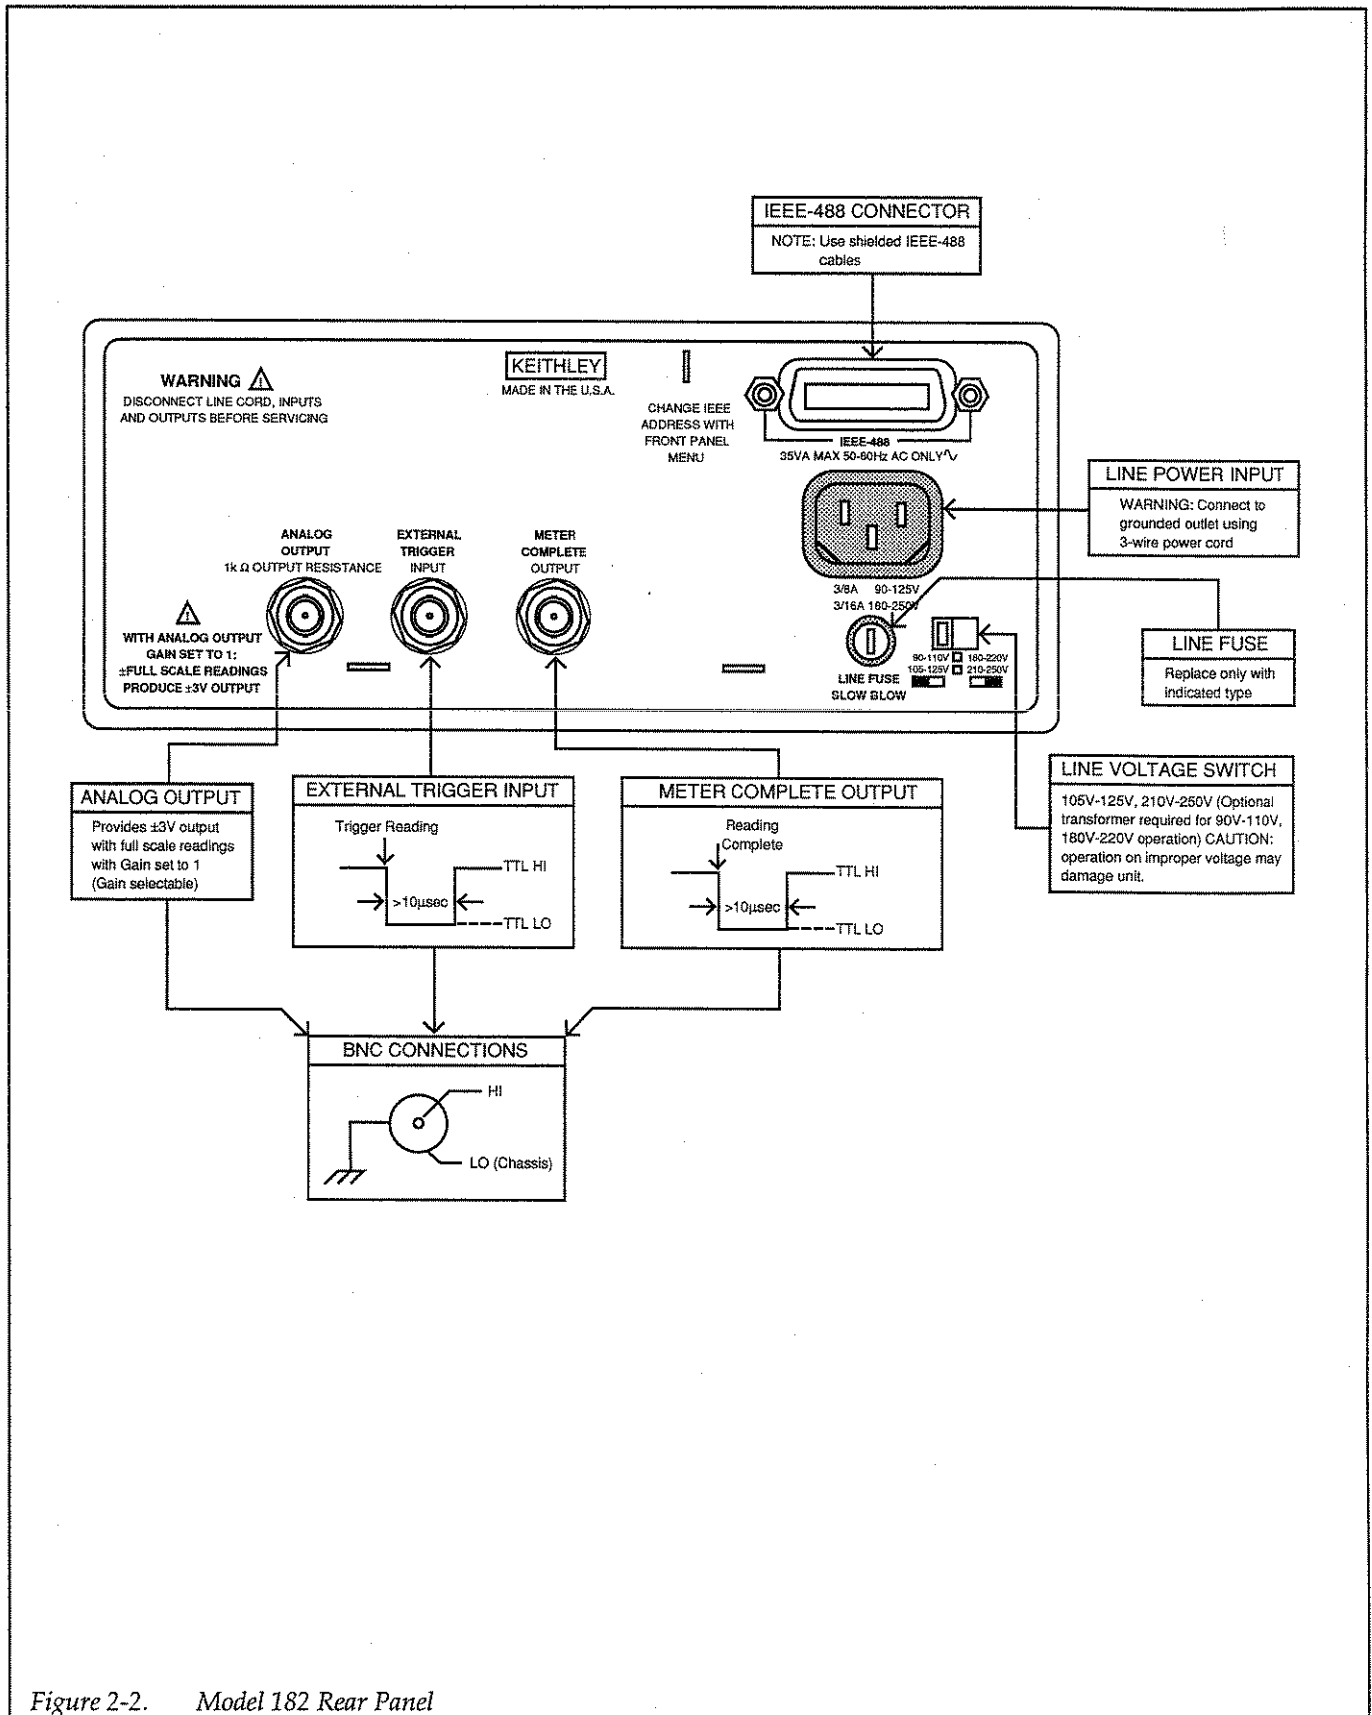 IEEE-488 CONNECTOR
NOTE: Use shielded IEEE-488
cables
WARNING
DISCONNECT LINE CORD, INPUTS
AND OUTPUTS BEFORE SERVICING
KEITHLEY
MADE IN THE U.S.A.
CHANGE IEEE
ADDRESS WITH
FRONT PANEL
MENU
IEEE-488
35VA MAX 50-60Hz AC ONLY
LINE POWER INPUT
WARNING: Connect to
grounded outlet using
3-wire power cord
ANALOG
OUTPUT
1k Ω OUTPUT RESISTANCE
EXTERNAL
TRIGGER
INPUT
METER
COMPLETE
OUTPUT
3/8A 90-125V
3/16A 180-250V
WITH ANALOG OUTPUT
GAIN SET TO 1:
±FULL SCALE READINGS
PRODUCE ±3V OUTPUT
LINE FUSE
SLOW BLOW
90-110V 180-220V
105-125V 210-250V
LINE FUSE
Replace only with
indicated type
ANALOG OUTPUT
Provides ±3V output
with full scale readings
with Gain set to 1
(Gain selectable)
EXTERNAL TRIGGER INPUT
Trigger Reading
TTL HI
>10µsec
TTL LO
METER COMPLETE OUTPUT
Reading
Complete
TTL HI
>10µsec
TTL LO
LINE VOLTAGE SWITCH
105V-125V, 210V-250V (Optional
transformer required for 90V-110V,
180V-220V operation) CAUTION:
operation on improper voltage may
damage unit.
BNC CONNECTIONS
HI
LO (Chassis)
Figure 2-2. Model 182 Rear Panel